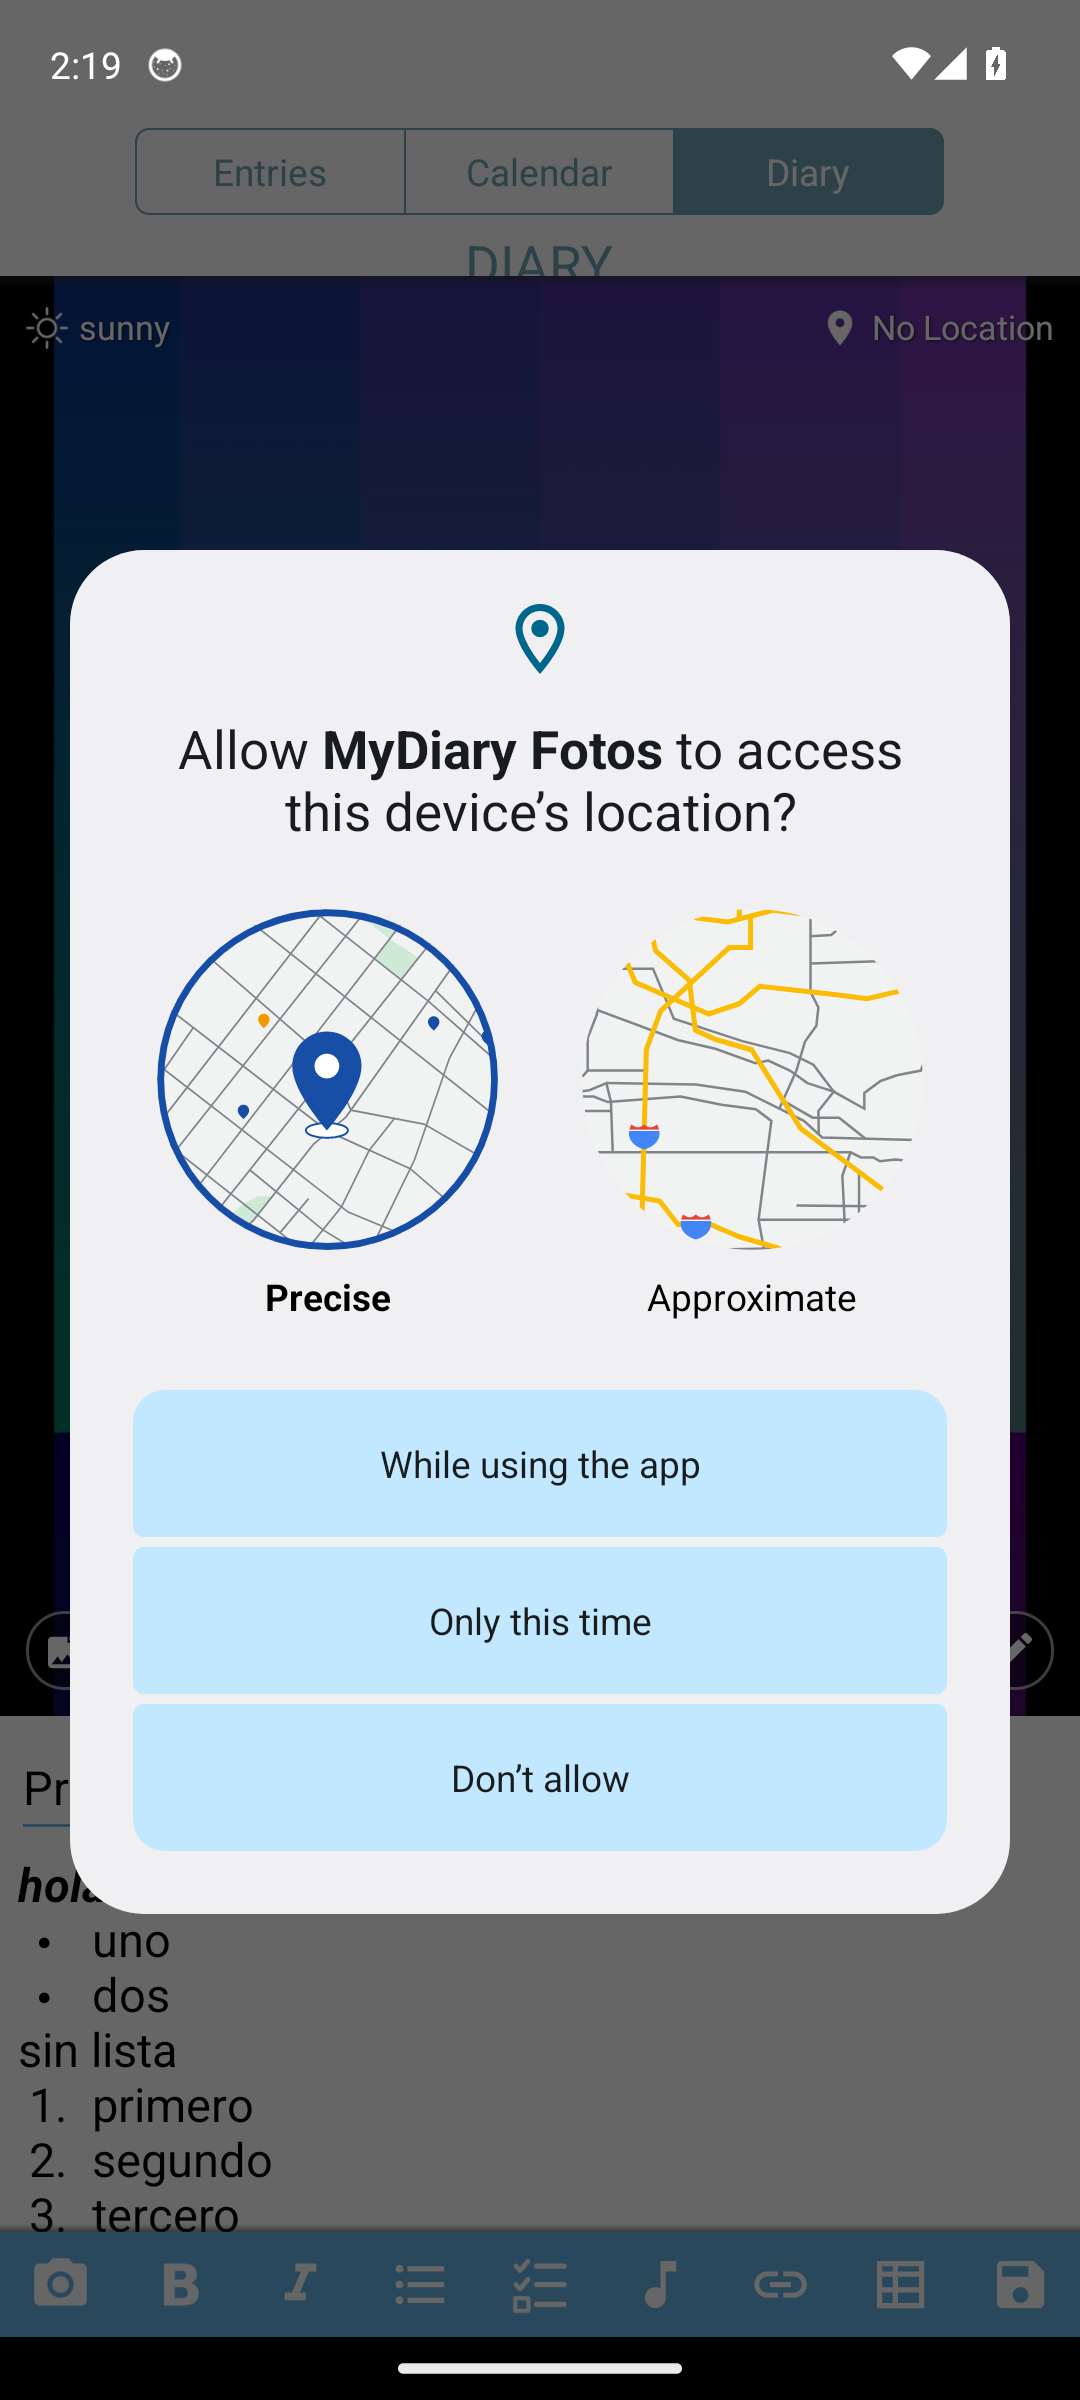 2:19
Entries Calendar Diary
DIARY
sunny No Location
Allow MyDiary Fotos to access
this device’s location?
Precise Approximate
While using the app
Only this time
Don’t allow
uno
dos
sin lista
1. primero
2. segundo
3. tercero